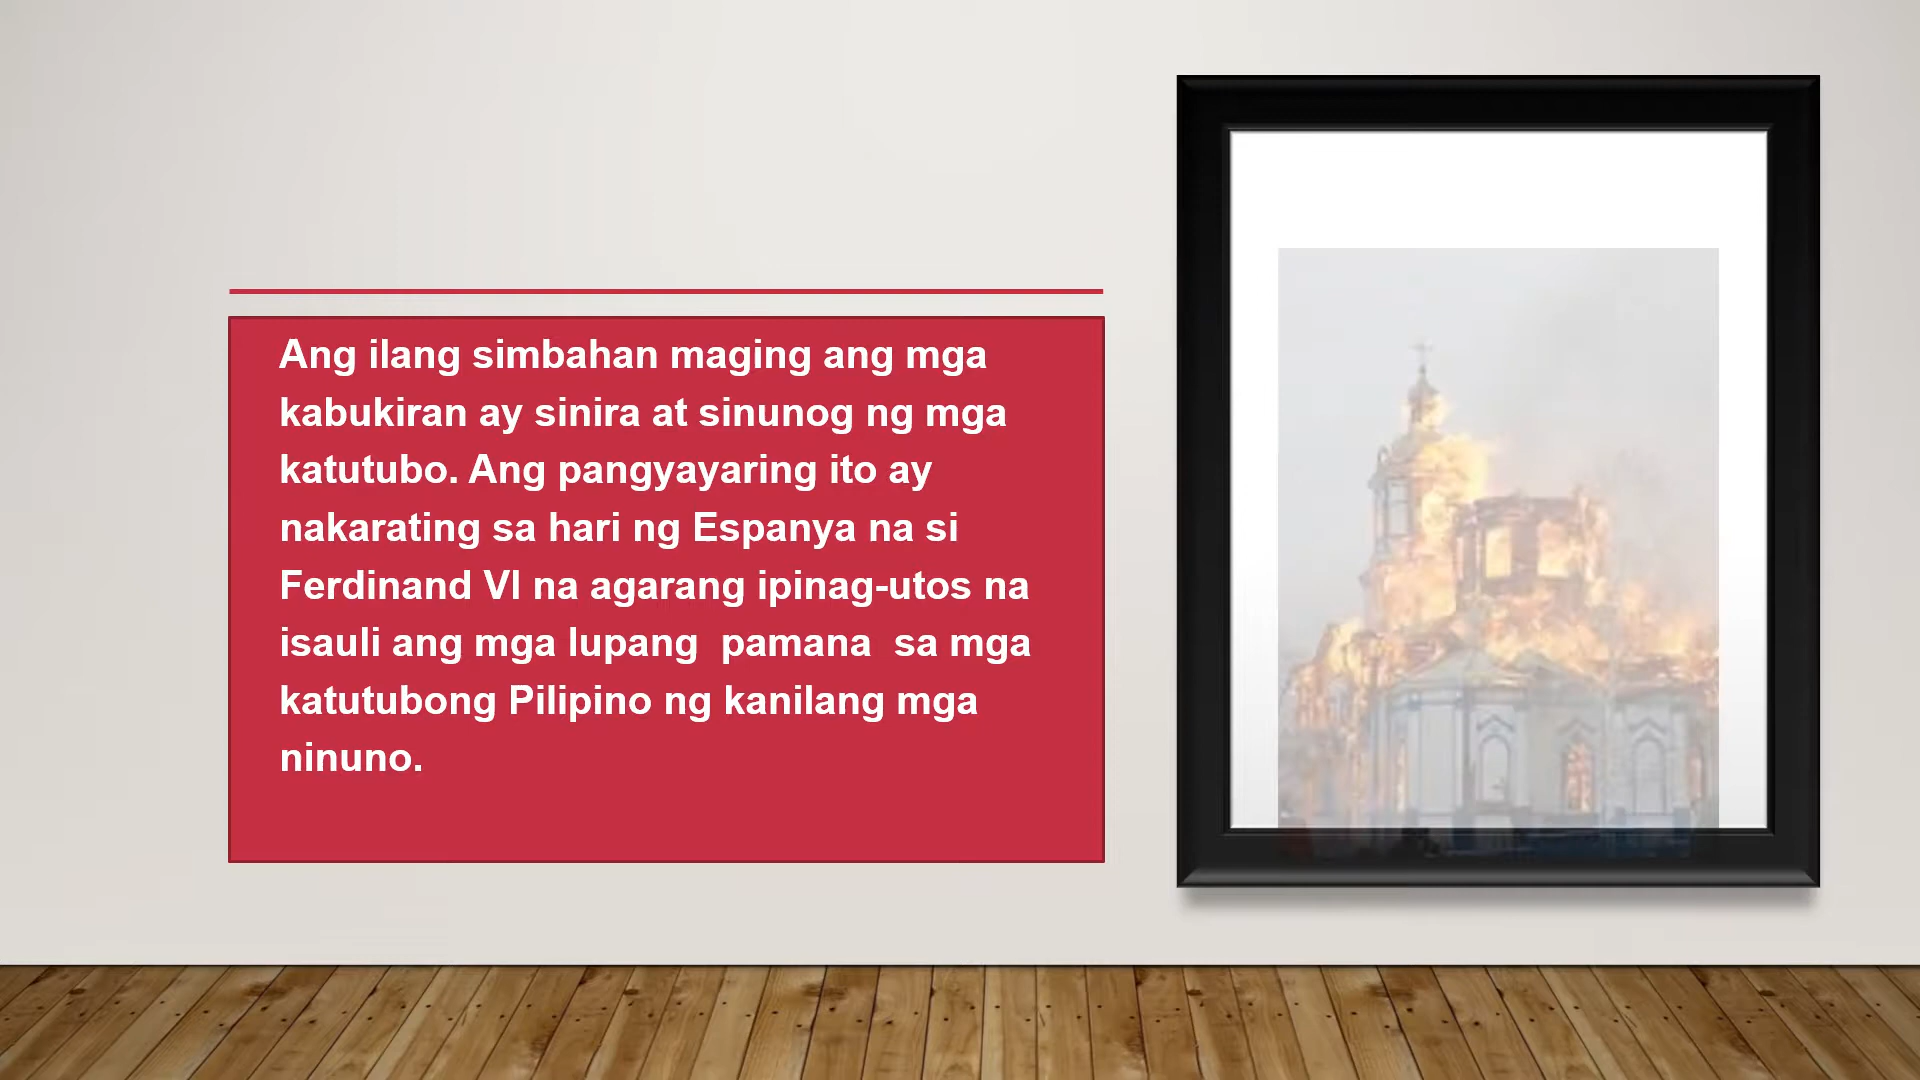 Ang ilang simbahan maging ang mga
kabukiran ay sinira at sinunog ng mga
katutubo. Ang pangyayaring ito ay
nakarating sa hari ng Espanya na si
Ferdinand VI na agarang ipinag-utos na
isauli ang mga lupang  pamana  sa mga
katutubong Pilipino ng kanilang mga
ninuno.